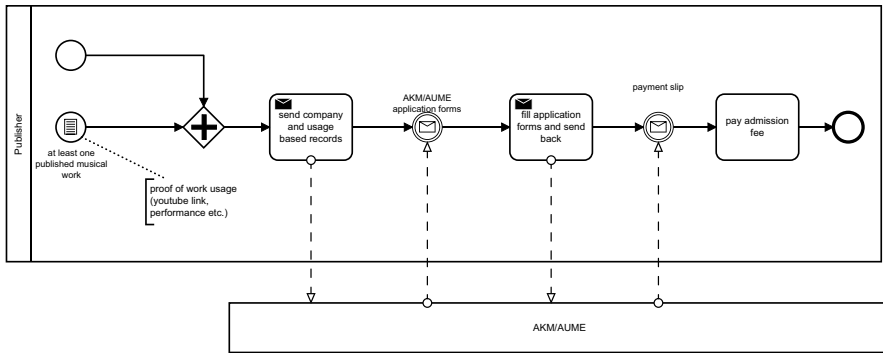 Publisher
at least one
published musical
work
proof of work usage
(youtube link,
performance etc.)
send company
and usage
based records
AKM/AUME
application forms
fill application
forms and send
back
payment slip
pay admission
fee
AKM/AUME